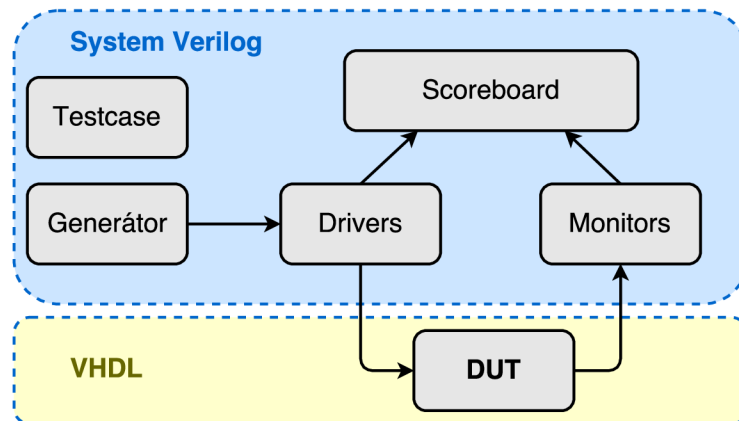 System Verilog
Scoreboard
Testcase
Generátor
Drivers
Monitors
VHDL
DUT